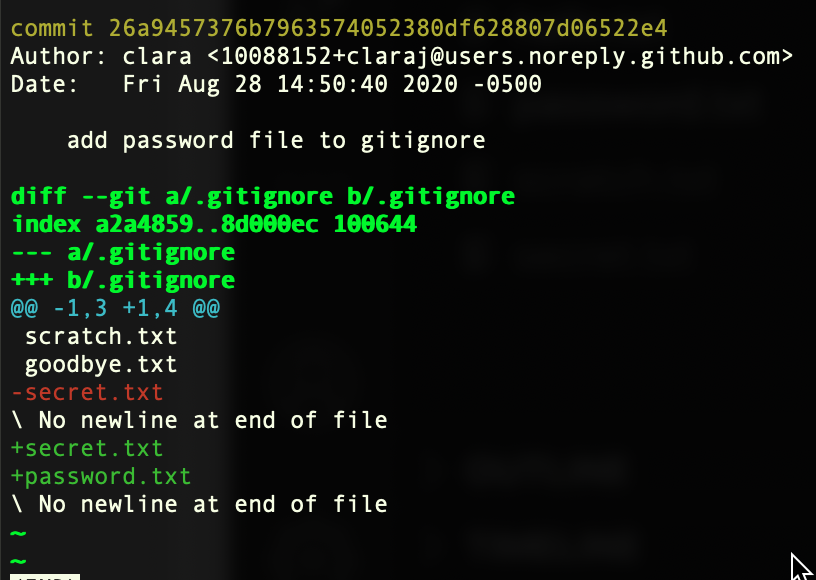 commit 26a9457376b7963574052380df628807d06522e4
Author: clara <10088152+claraj@users.noreply.github.com>
Date:   Fri Aug 28 14:50:40 2020 -0500
    add password file to gitignore
diff --git a/.gitignore b/.gitignore
index a2a4859..8d000ec 100644
--- a/.gitignore
+++ b/.gitignore
@@ -1,3 +1,4 @@
 scratch.txt
 goodbye.txt
-secret.txt
\ No newline at end of file
+secret.txt
+password.txt
\ No newline at end of file
~
~